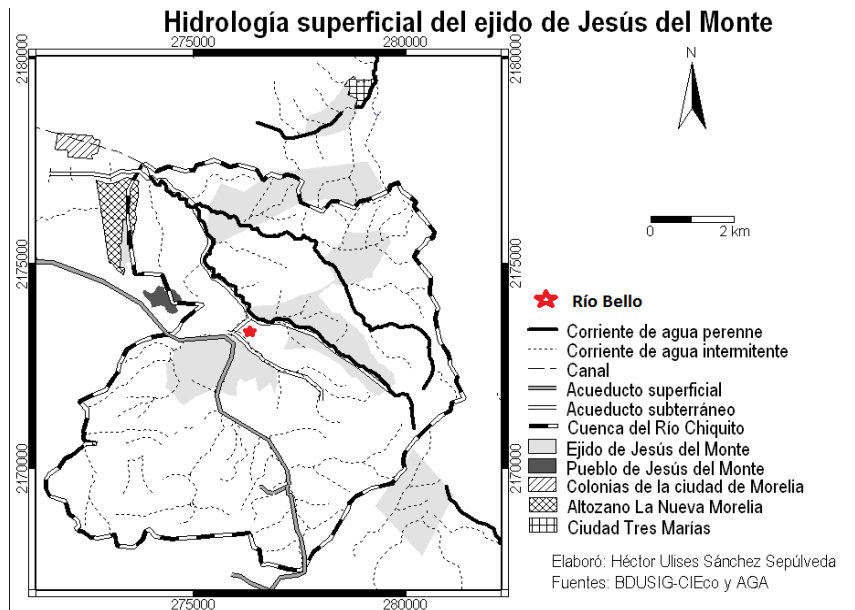 Hidrología superficial del ejido de Jesús del Monte
275000
280000
2180000
2180000
N
0
2 km
2175000
2175000
Río Bello
Corriente de agua perenne
Corriente de agua intermitente
Canal
Acueducto superficial
Acueducto subterráneo
Cuenca del Río Chiquito
Ejido de Jesús del Monte
Pueblo de Jesús del Monte
Colonias de la ciudad de Morelia
Altozano La Nueva Morelia
Ciudad Tres Marías
2170000
2170000
Elaboró: Héctor Ulises Sánchez Sepúlveda
Fuentes: BDUSIG-CIEco y AGA
275000
280000